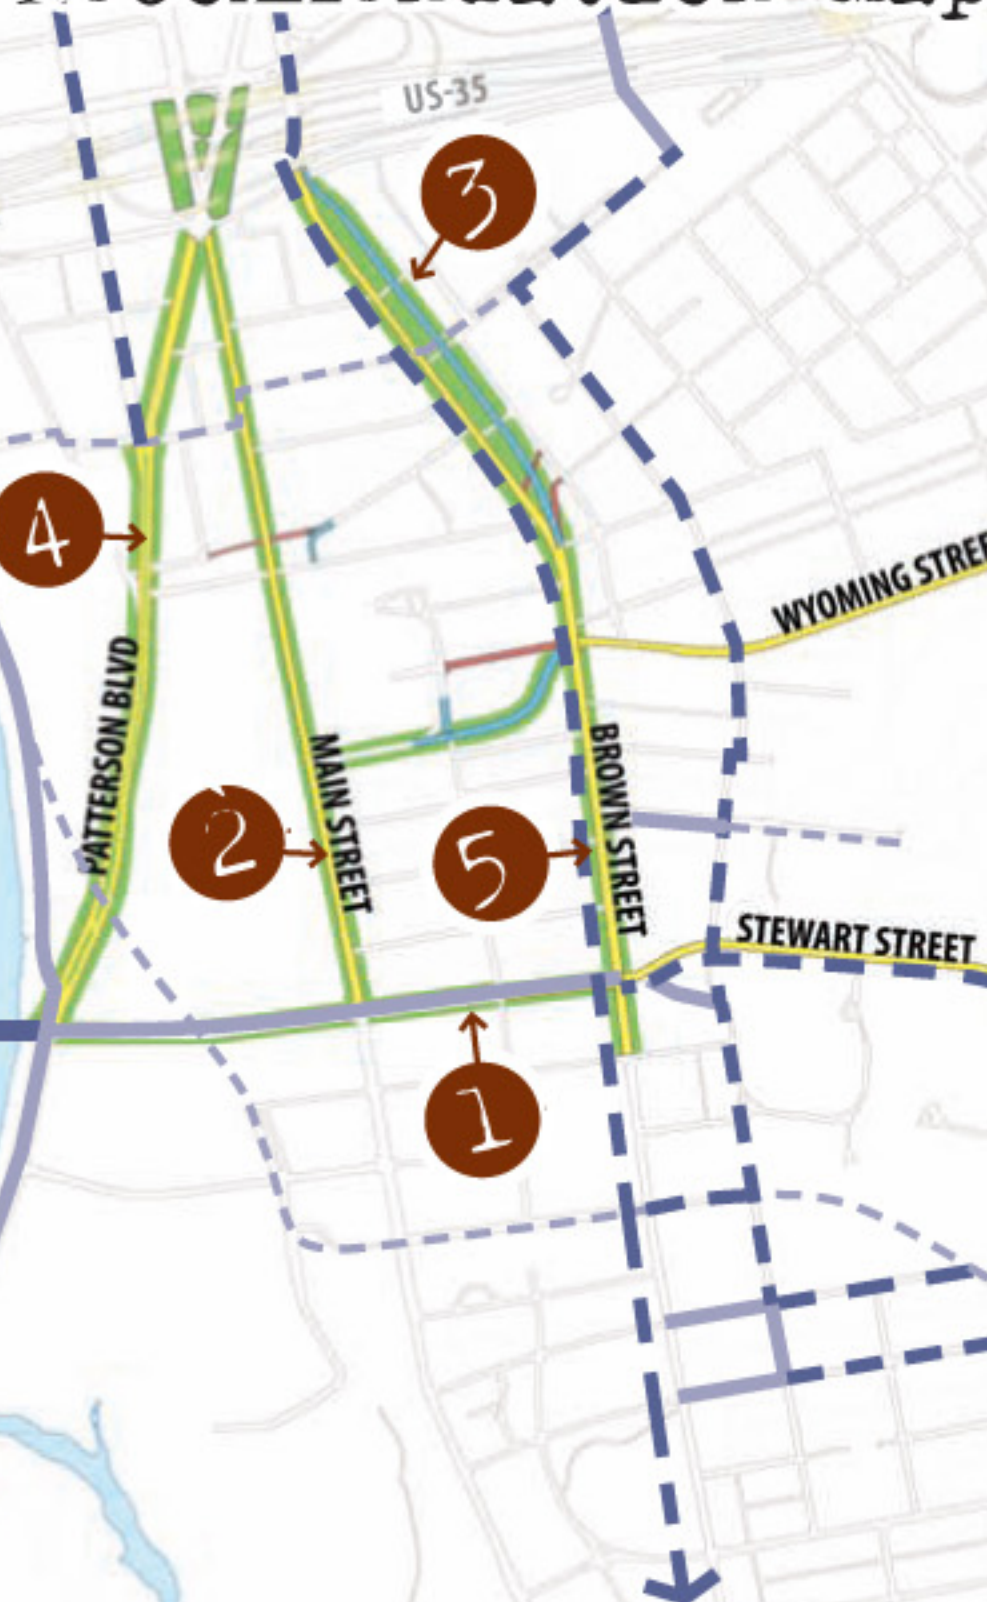 US-35
3
4
WYOMING STREE
PATTERSON BLVD
MAIN STREET
BROWN STREET
2
5
STEWART STREET
1